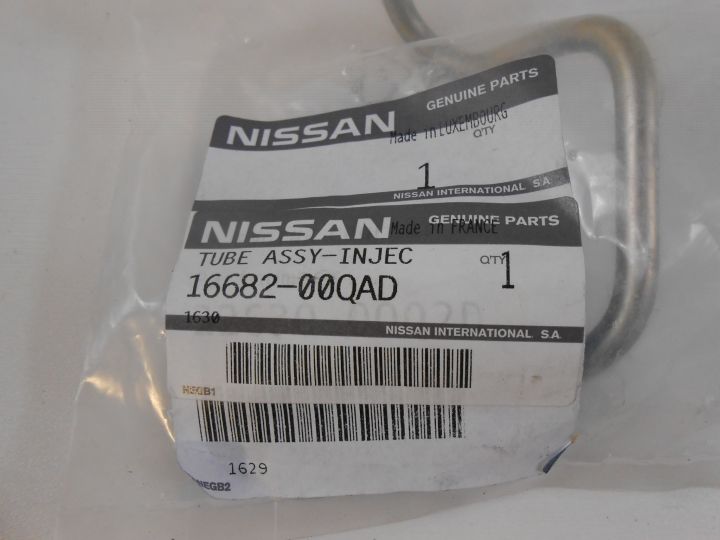 NISSAN GENUINE PARTS
Made in LUXEMBOURG
QTY
1
NISSAN INTERNATIONAL S.A.
NISSAN GENUINE PARTS
Made in FRANCE
TUBE ASSY-INJEC QTY
16682-00QAD 1
1630
NISSAN INTERNATIONAL S.A.
1629